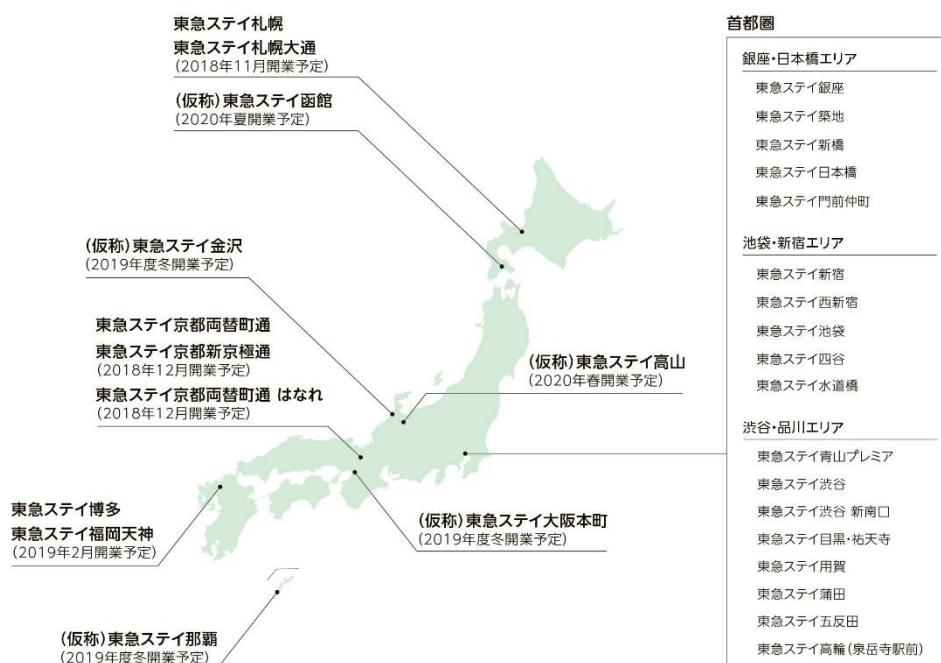 東急ステイ札幌
東急ステイ札幌大通
(2018年11月開業予定)
(仮称)東急ステイ函館
(2020年夏開業予定)
(仮称)東急ステイ金沢
(2019年度冬開業予定)
東急ステイ京都両替町通
東急ステイ京都新京極通
(2018年12月開業予定)
東急ステイ京都両替町通 はなれ
(2018年12月開業予定)
(仮称)東急ステイ高山
(2020年春開業予定)
東急ステイ博多
東急ステイ福岡天神
(2019年2月開業予定)
(仮称)東急ステイ大阪本町
(2019年度冬開業予定)
(仮称)東急ステイ那覇
(2019年度冬開業予定)
首都圏
銀座・日本橋エリア
東急ステイ銀座
東急ステイ築地
東急ステイ新橋
東急ステイ日本橋
東急ステイ門前仲町
池袋・新宿エリア
東急ステイ新宿
東急ステイ西新宿
東急ステイ池袋
東急ステイ四谷
東急ステイ水道橋
渋谷・品川エリア
東急ステイ青山プレミア
東急ステイ渋谷
東急ステイ渋谷 新南口
東急ステイ目黒・祐天寺
東急ステイ用賀
東急ステイ蒲田
東急ステイ五反田
東急ステイ高輪(泉岳寺駅前)